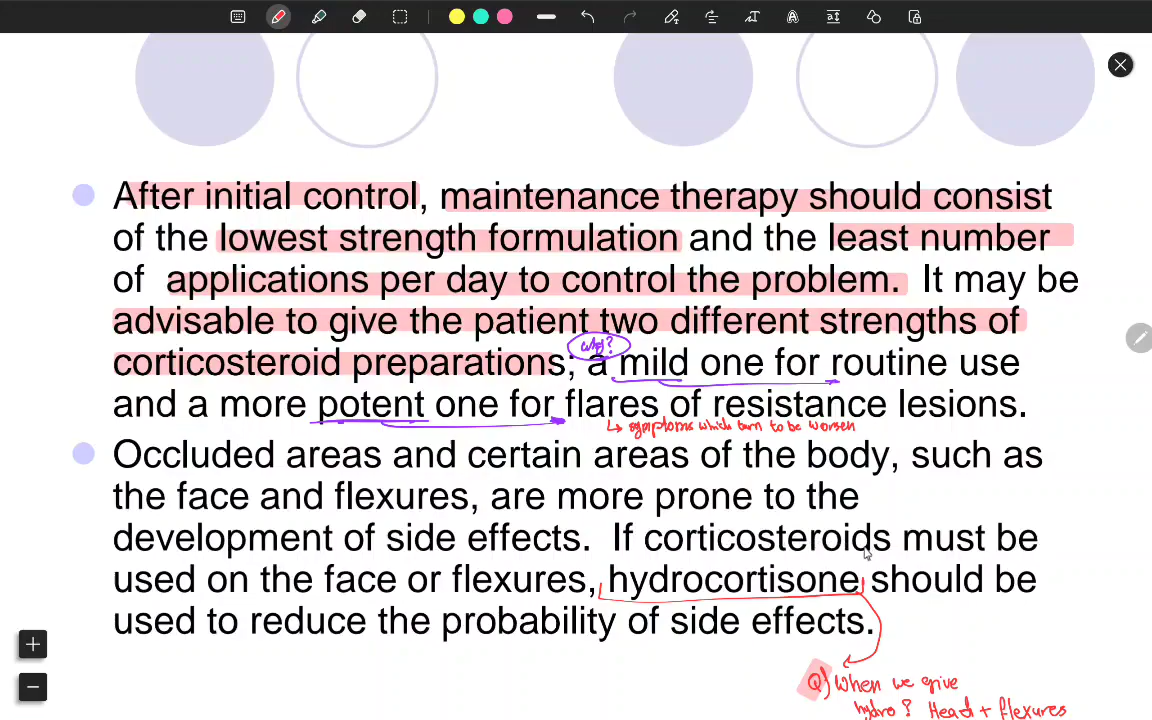 After initial control, maintenance therapy should consist
of the lowest strength formulation and the least number
of applications per day to control the problem. It may be
advisable to give the patient two different strengths of
why?
corticosteroid preparations; a mild one for routine use
and a more potent one for flares of resistance lesions.
↳ symptoms which turn to be worsen
Occluded areas and certain areas of the body, such as
the face and flexures, are more prone to the
development of side effects. If corticosteroids must be
used on the face or flexures, hydrocortisone should be
used to reduce the probability of side effects.
Q) When we give
hydro? Head + flexures